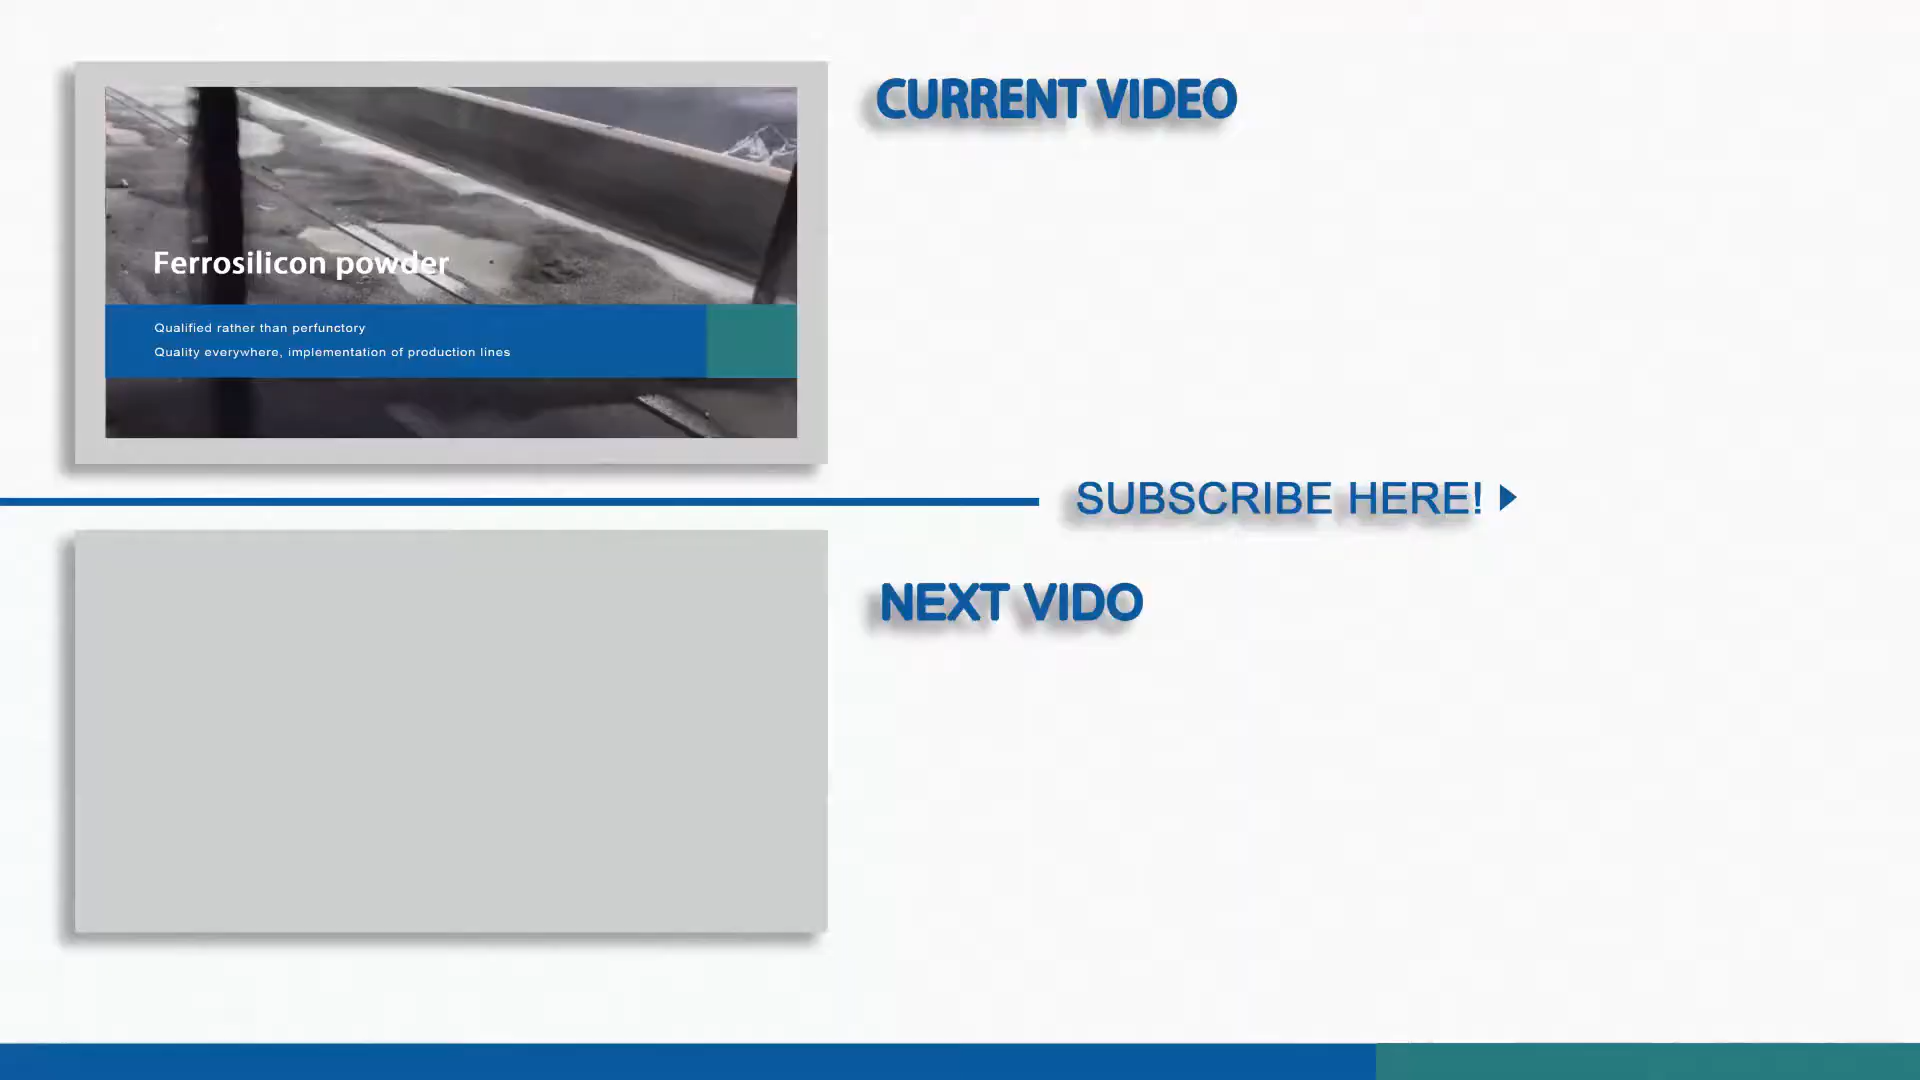 CURRENT VIDEO
Ferrosilicon powder
Qualified rather than perfunctory
Quality everywhere, implementation of production lines
SUBSCRIBE HERE!
NEXT VIDO